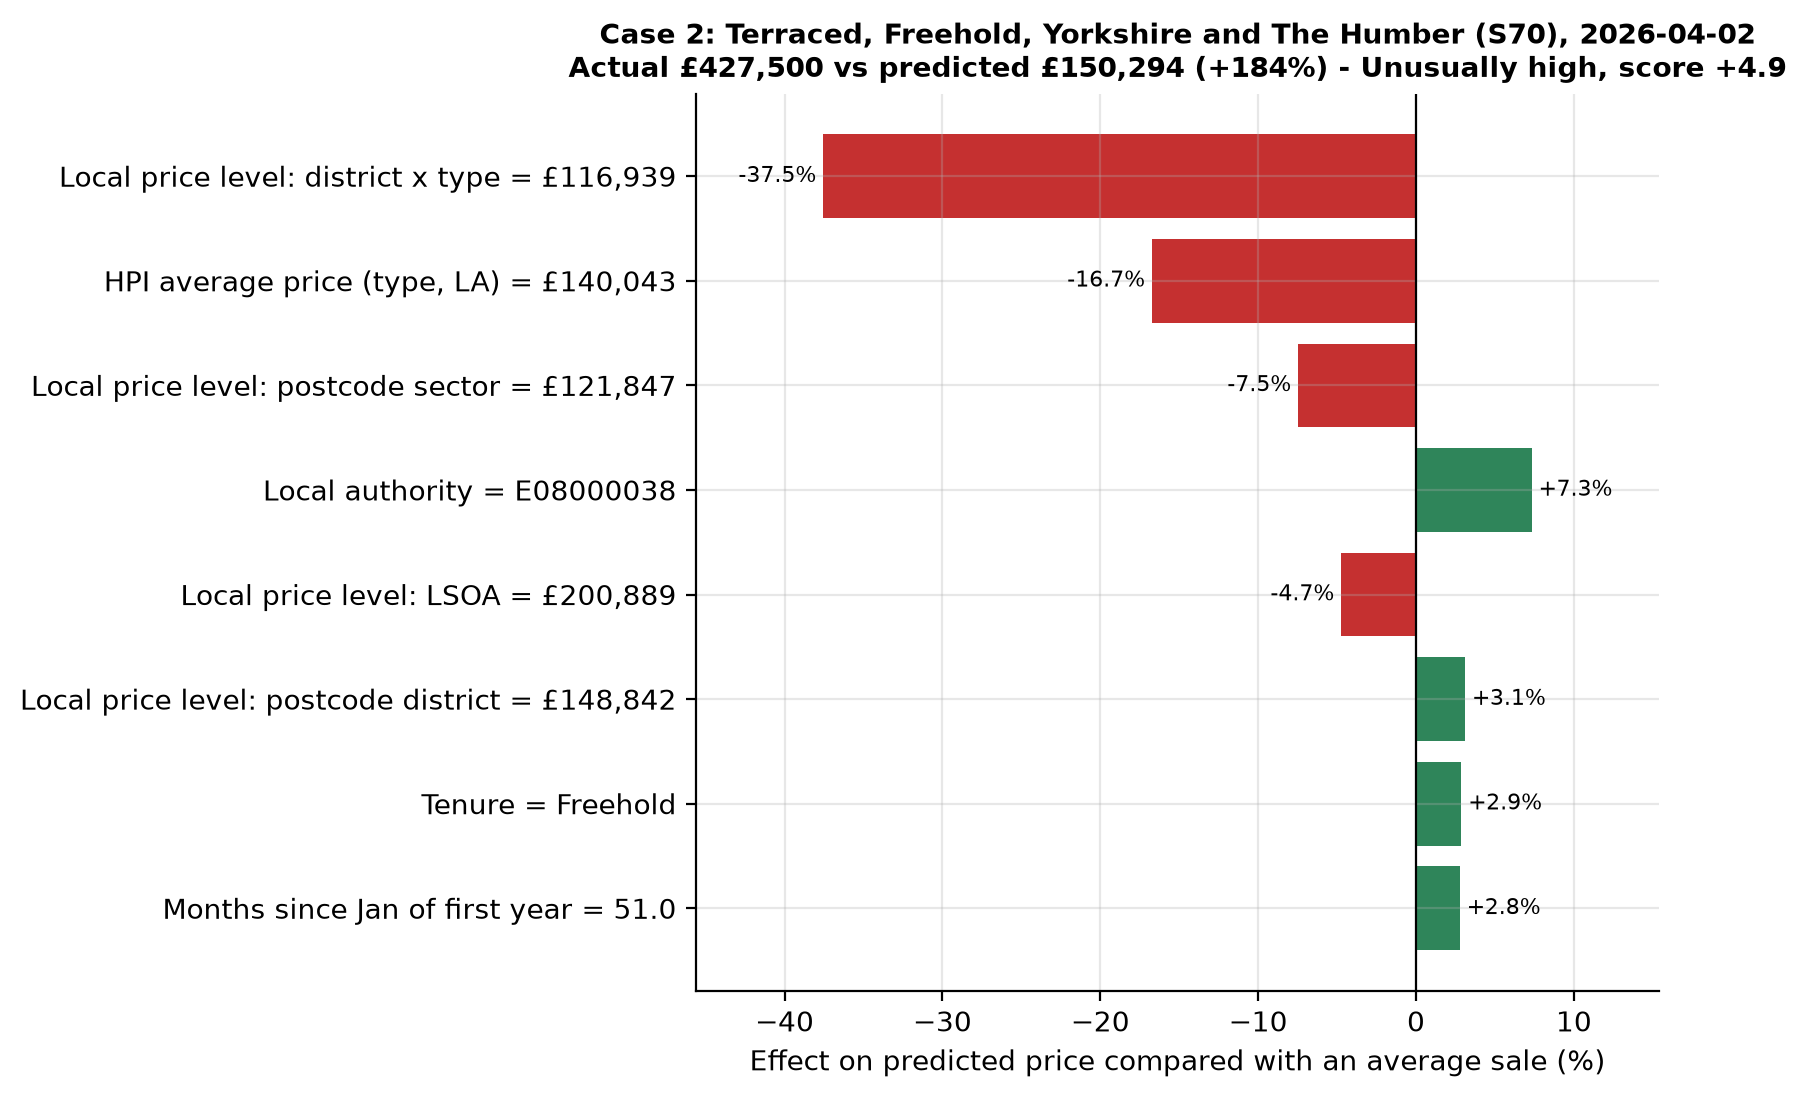 Case 2: Terraced, Freehold, Yorkshire and The Humber (S70), 2026-04-02
Actual £427,500 vs predicted £150,294 (+184%) - Unusually high, score +4.9
Local price level: district x type = £116,939
-37.5%
HPI average price (type, LA) = £140,043
-16.7%
Local price level: postcode sector = £121,847
-7.5%
Local authority = E08000038
+7.3%
Local price level: LSOA = £200,889
-4.7%
Local price level: postcode district = £148,842
+3.1%
Tenure = Freehold
+2.9%
Months since Jan of first year = 51.0
+2.8%
−40 −30 −20 −10 0 10
Effect on predicted price compared with an average sale (%)